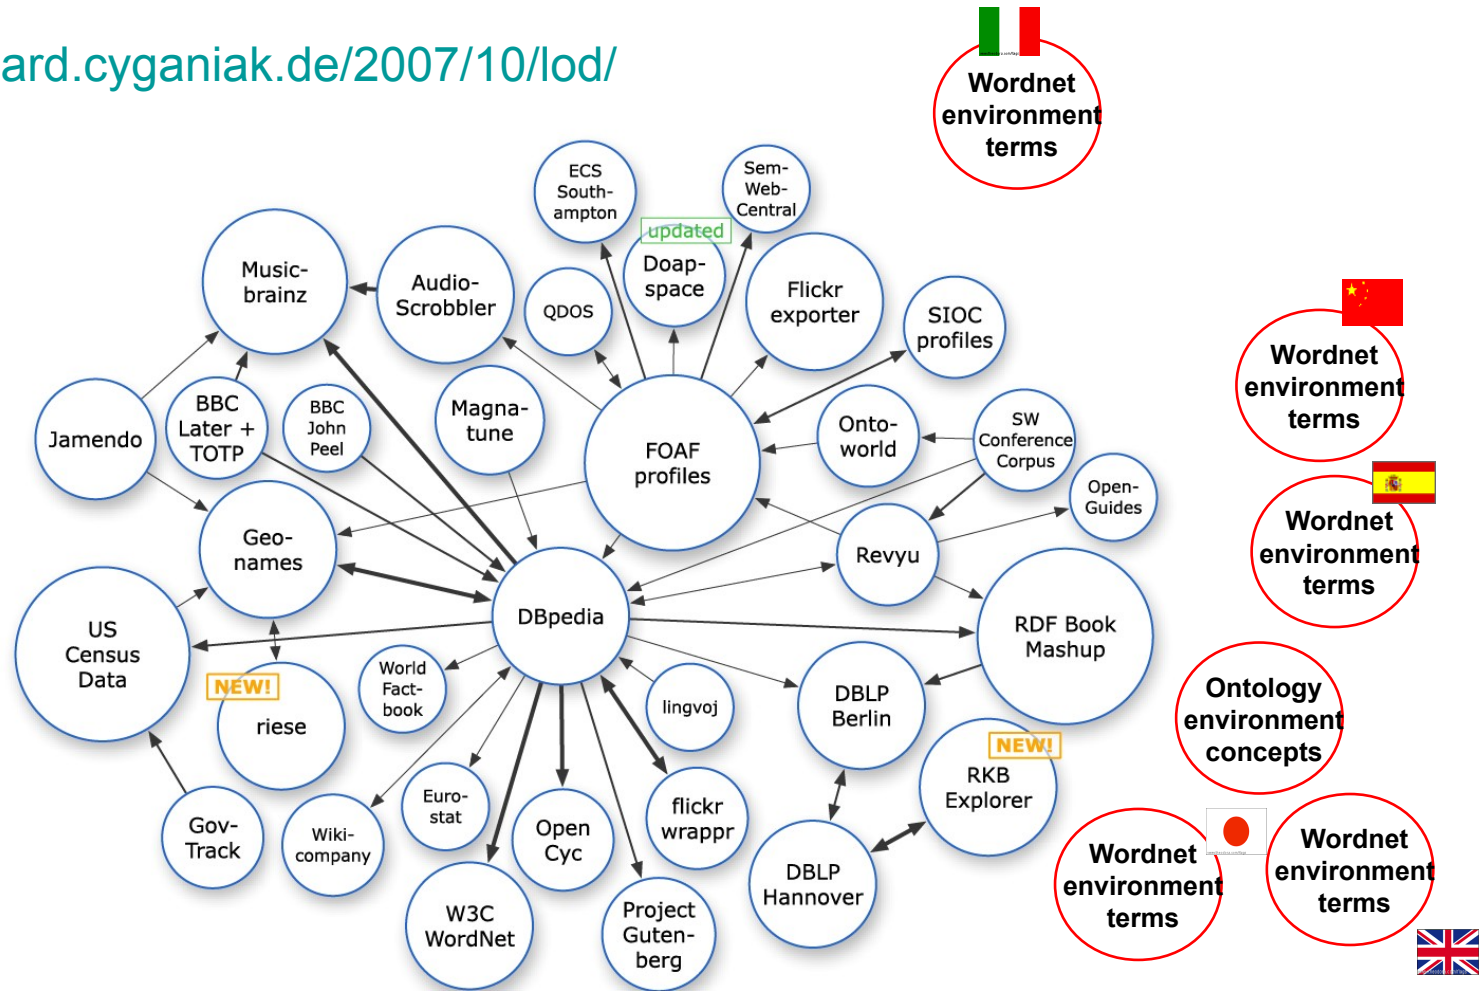 ard.cyganiak.de/2007/10/lod/
Wordnet
environment
terms
ECS
South-
ampton
Sem-
Web-
Central
updated
Doap-
space
Music-
brainz
Audio-
Scrobbler
QDOS
Flickr
exporter
SIOC
profiles
Wordnet
environment
terms
Jamendo
BBC
Later +
TOTP
BBC
John
Peel
Magna-
tune
FOAF
profiles
Onto-
world
SW
Conference
Corpus
Open-
Guides
Geo-
names
Revyu
Wordnet
environment
terms
US
Census
Data
DBpedia
RDF Book
Mashup
NEW!
riese
World
Fact-
book
lingvoj
DBLP
Berlin
Ontology
environment
concepts
NEW!
RKB
Explorer
Gov-
Track
Wiki-
company
Euro-
stat
Open
Cyc
flickr
wrappr
DBLP
Hannover
W3C
WordNet
Project
Guten-
berg
Wordnet
environment
terms
Wordnet
environment
terms